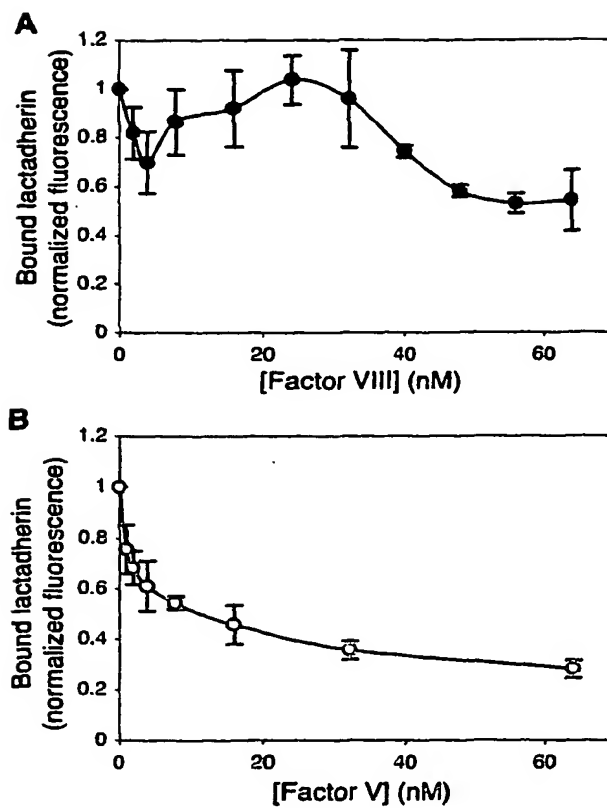 A
1.2
1
0.8
0.6
0.4
0.2
0
Bound lactadherin
(normalized fluorescence)
0 20 40 60
[Factor VIII] (nM)
B
1.2
1
0.8
0.6
0.4
0.2
0
Bound lactadherin
(normalized fluorescence)
0 20 40 60
[Factor V] (nM)